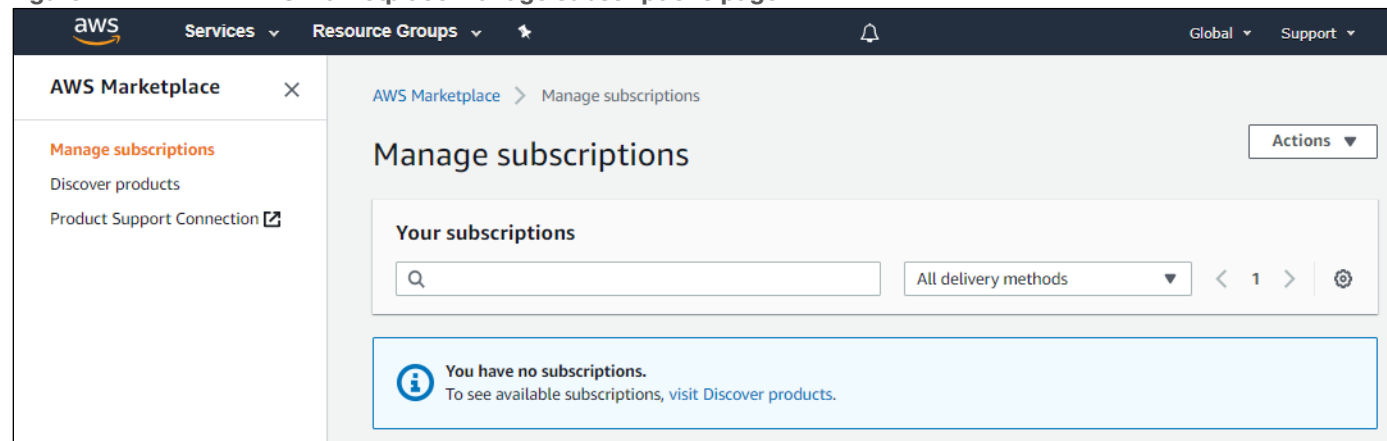 aws
Services
Resource Groups
Global
Support
AWS Marketplace
Manage subscriptions
Discover products
Product Support Connection
AWS Marketplace > Manage subscriptions
Manage subscriptions
Actions
Your subscriptions
All delivery methods
< 1 >
You have no subscriptions.
To see available subscriptions, visit Discover products.